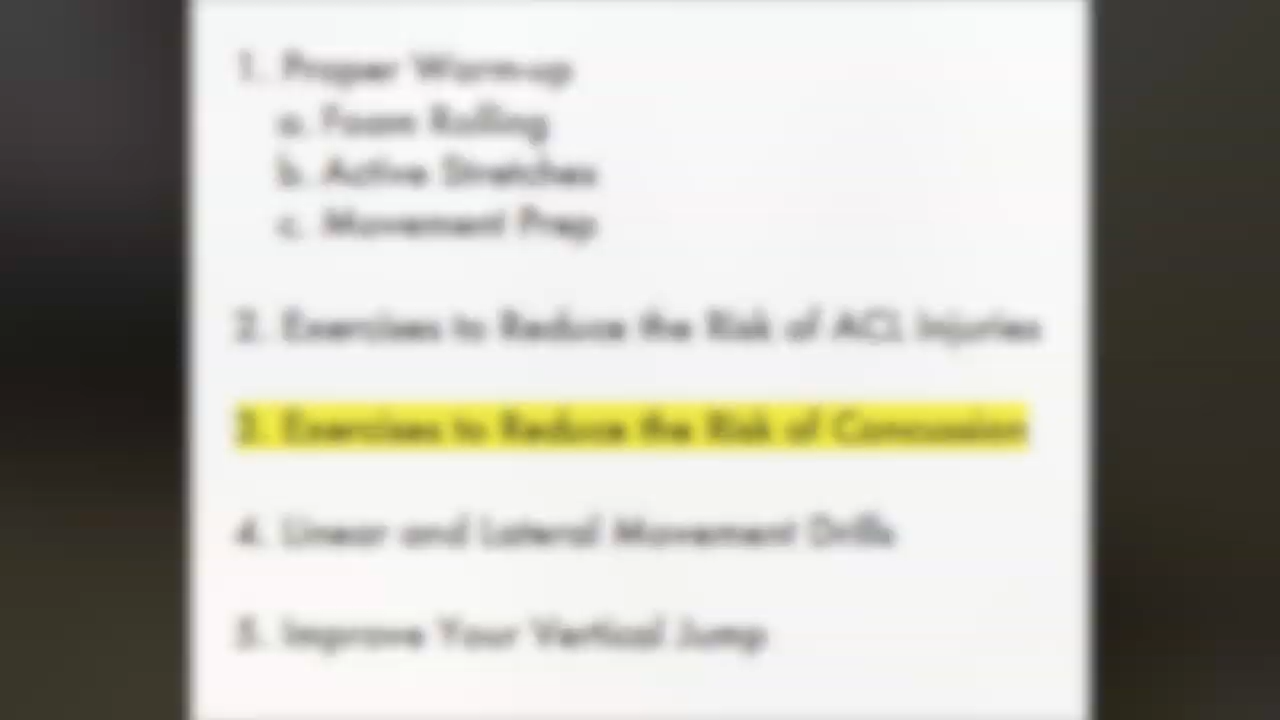 1. Proper Warm-up
a. Foam Rolling
b. Active Stretches
c. Movement Prep
2. Exercises to Reduce the Risk of ACL Injuries
3. Exercises to Reduce the Risk of Concussion
4. Linear and Lateral Movement Drills
5. Improve Your Vertical Jump